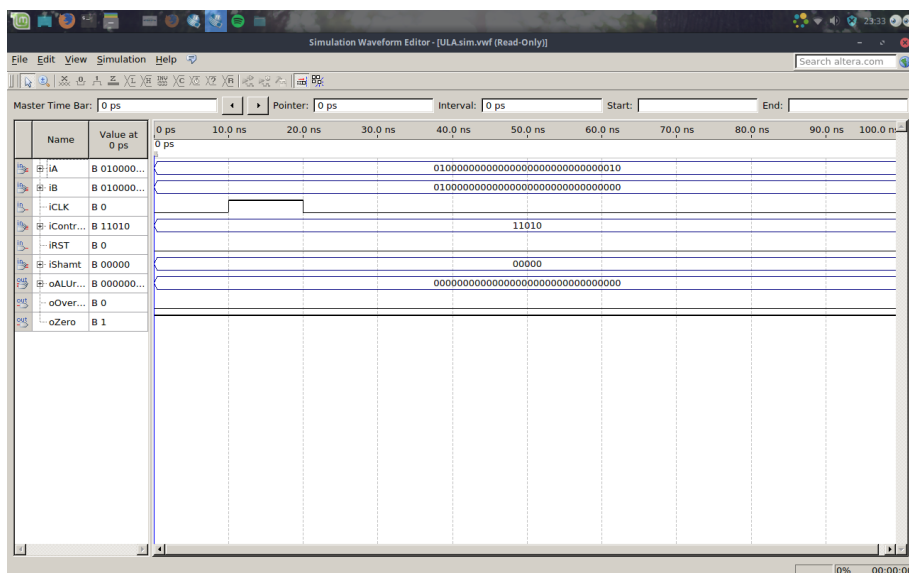 23:33
Simulation Waveform Editor - [ULA.sim.vwf (Read-Only)]
File Edit View Simulation Help
Search altera.com
Master Time Bar: 0 ps Pointer: 0 ps Interval: 0 ps Start: End:
Name Value at 0 ps
0 ps 10.0 ns 20.0 ns 30.0 ns 40.0 ns 50.0 ns 60.0 ns 70.0 ns 80.0 ns 90.0 ns 100.0 ns
0 ps
iA B 010000... 01000000000000000000000000000010
iB B 010000... 01000000000000000000000000000000
iCLK B 0
iContr... B 11010 11010
iRST B 0
iShamt B 00000 00000
oALUr... B 000000... 00000000000000000000000000000000
oOver... B 0
oZero B 1
0% 00:00:00